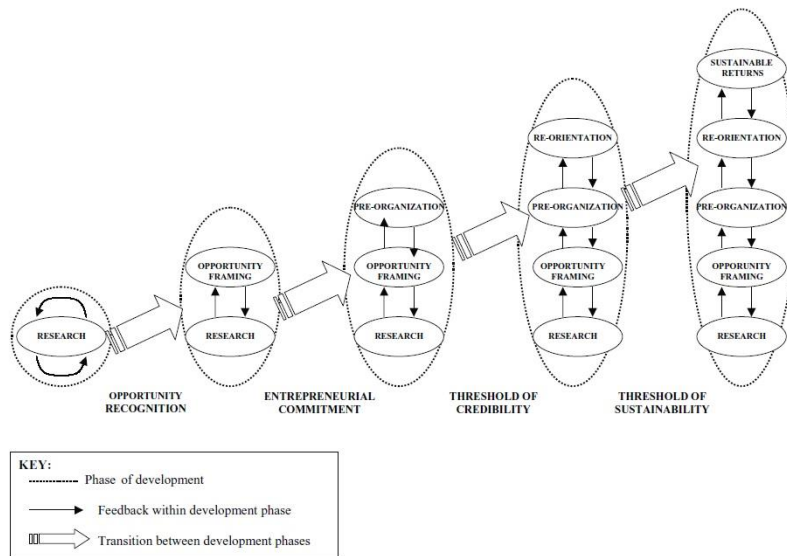 RESEARCH
OPPORTUNITY
FRAMING
RESEARCH
PRE-ORGANIZATION
OPPORTUNITY
FRAMING
RESEARCH
RE-ORIENTATION
PRE-ORGANIZATION
OPPORTUNITY
FRAMING
RESEARCH
SUSTAINABLE
RETURNS
RE-ORIENTATION
PRE-ORGANIZATION
OPPORUNITY
FRAMING
RESEARCH
OPPORTUNITY
RECOGNITION
ENTREPRENEURIAL
COMMITMENT
THRESHOLD OF
CREDIBILITY
THRESHOLD OF
SUSTAINABILITY
KEY:
Phase of development
Feedback within development phase
Transition between development phases